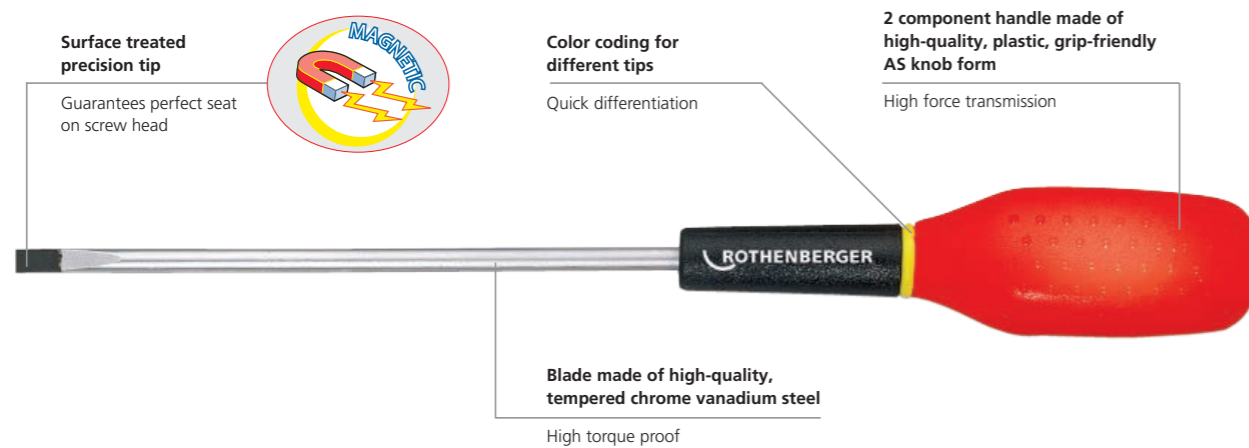 Surface treated
precision tip
Guarantees perfect seat
on screw head
MAGNETIC
Color coding for
different tips
Quick differentiation
2 component handle made of
high-quality, plastic, grip-friendly
AS knob form
High force transmission
ROTHENBERGER
Blade made of high-quality,
tempered chrome vanadium steel
High torque proof